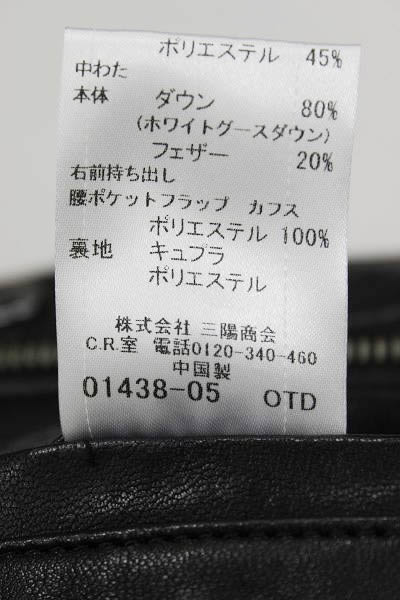 ポリエステル 45%
中わた
本体 ダウン 80%
(ホワイトグースダウン)
フェザー 20%
右前持ち出し
腰ポケットフラップ カフス
ポリエステル 100%
裏地 キュプラ
ポリエステル
株式会社 三陽商会
C.R.室 電話0120-340-460
中国製
01438-05 OTD